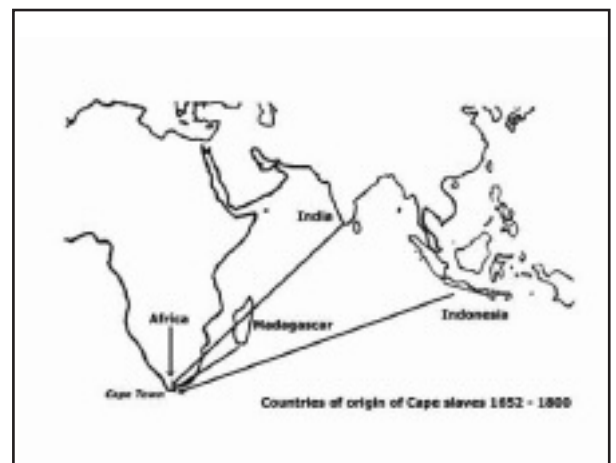 India
Africa
Madagascar
Indonesia
Cape Town
Countries of origin of Cape slaves 1652 - 1800